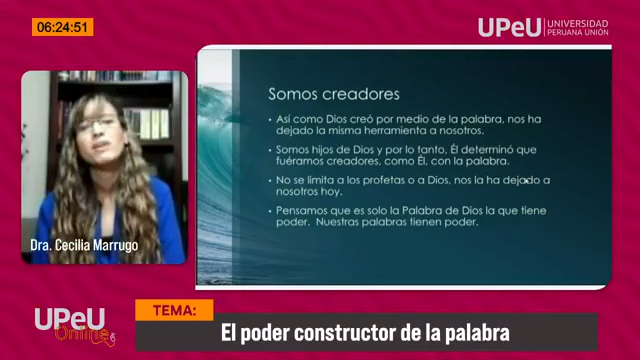 06:24:51
UPeU
UNIVERSIDAD
PERUANA UNIÓN
Somos creadores
• Así como Dios creó por medio de la palabra, nos ha
dejado la misma herramienta a nosotros.
• Somos hijos de Dios y por lo tanto, Él determinó que
fuéramos creadores, como Él, con la palabra.
• No se limita a los profetas o a Dios, nos la ha dejado a
nosotros hoy.
• Pensamos que es solo la Palabra de Dios la que tiene
poder. Nuestras palabras tienen poder.
Dra. Cecilia Marrugo
UPeU
Online
TEMA:
El poder constructor de la palabra